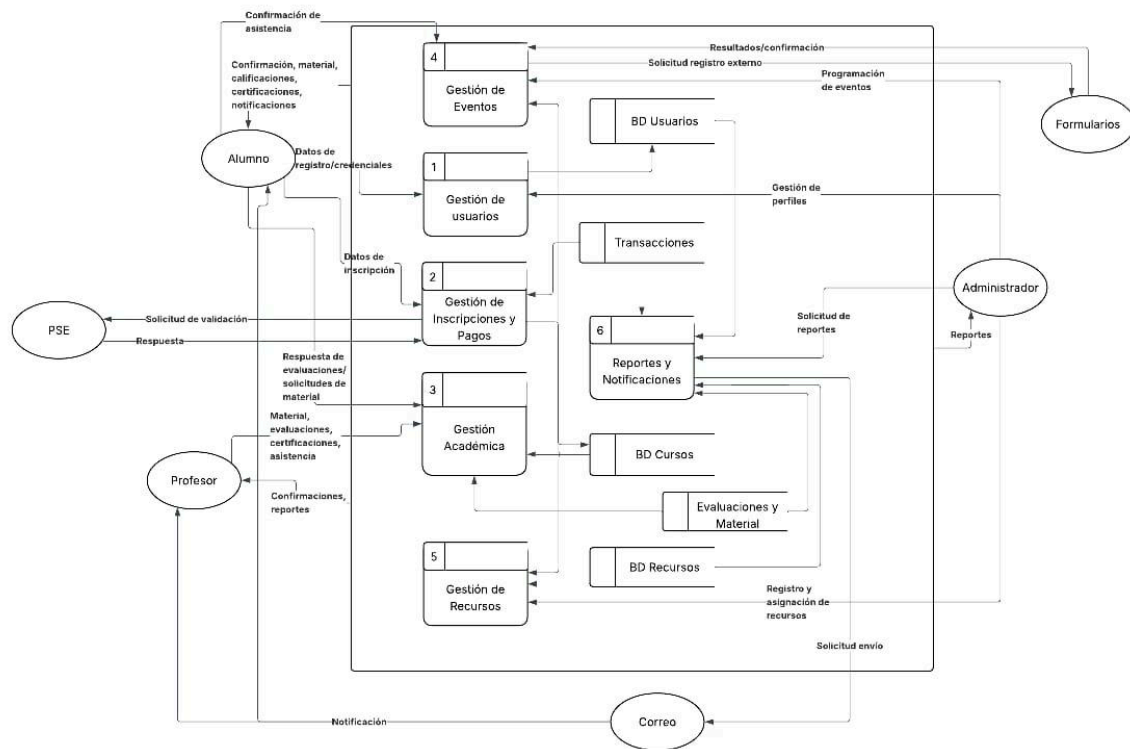 Confirmación de
asistencia
4
Gestión de
Eventos
Resultados/confirmación
Solicitud registro externo
Programación
de eventos
Formularios
Confirmación, material,
calificaciones,
certificaciones,
notificaciones
BD Usuarios
Alumno
Datos de
registro/credenciales
1
Gestión de
usuarios
Gestión de
perfiles
Transacciones
Datos de
inscripción
2
Gestión de
Inscripciones y
Pagos
Administrador
PSE
Solicitud de validación
Respuesta
Solicitud de
reportes
Reportes
6
Reportes y
Notificaciones
Respuesta de
evaluaciones/
solicitudes de
material
3
Gestión
Académica
Material,
evaluaciones,
certificaciones,
asistencia
BD Cursos
Profesor
Confirmaciones,
reportes
Evaluaciones y
Material
5
Gestión de
Recursos
BD Recursos
Registro y
asignación de
recursos
Solicitud envío
Notificación
Correo